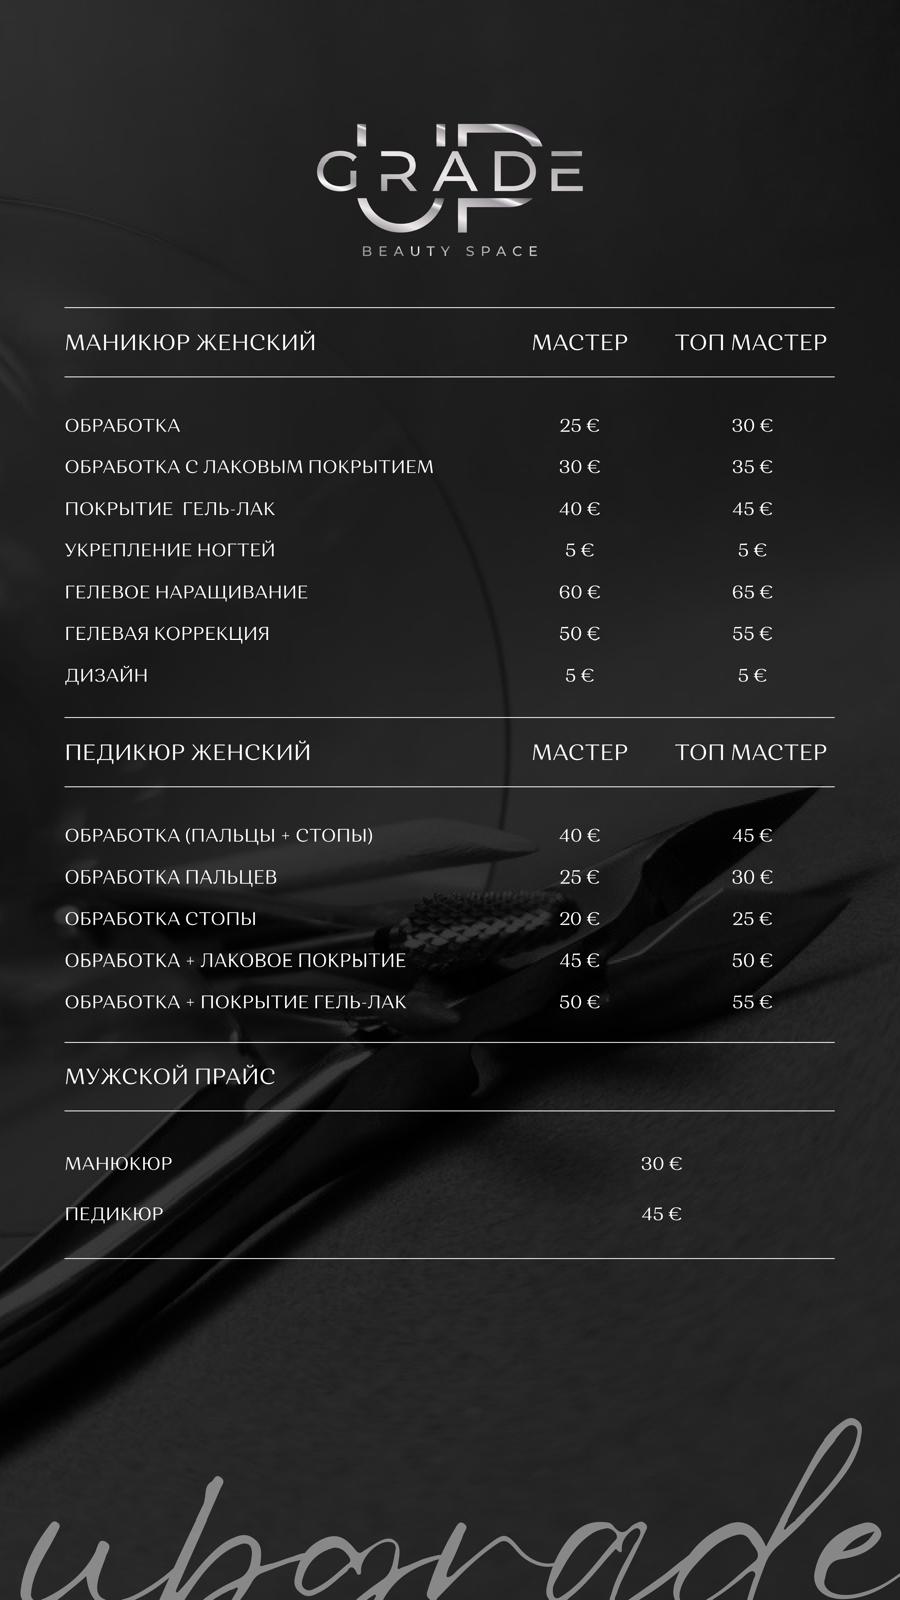 UP
GRADE
BEAUTY SPACE
МАНИКЮР ЖЕНСКИЙ МАСТЕР ТОП МАСТЕР
ОБРАБОТКА 25 € 30 €
ОБРАБОТКА С ЛАКОВЫМ ПОКРЫТИЕМ 30 € 35 €
ПОКРЫТИЕ ГЕЛЬ-ЛАК 40 € 45 €
УКРЕПЛЕНИЕ НОГТЕЙ 5 € 5 €
ГЕЛЕВОЕ НАРАЩИВАНИЕ 60 € 65 €
ГЕЛЕВАЯ КОРРЕКЦИЯ 50 € 55 €
ДИЗАЙН 5 € 5 €
ПЕДИКЮР ЖЕНСКИЙ МАСТЕР ТОП МАСТЕР
ОБРАБОТКА (ПАЛЬЦЫ + СТОПЫ) 40 € 45 €
ОБРАБОТКА ПАЛЬЦЕВ 25 € 30 €
ОБРАБОТКА СТОПЫ 20 € 25 €
ОБРАБОТКА + ЛАКОВОЕ ПОКРЫТИЕ 45 € 50 €
ОБРАБОТКА + ПОКРЫТИЕ ГЕЛЬ-ЛАК 50 € 55 €
МУЖСКОЙ ПРАЙС
МАНЮКЮР 30 €
ПЕДИКЮР 45 €
upgrade